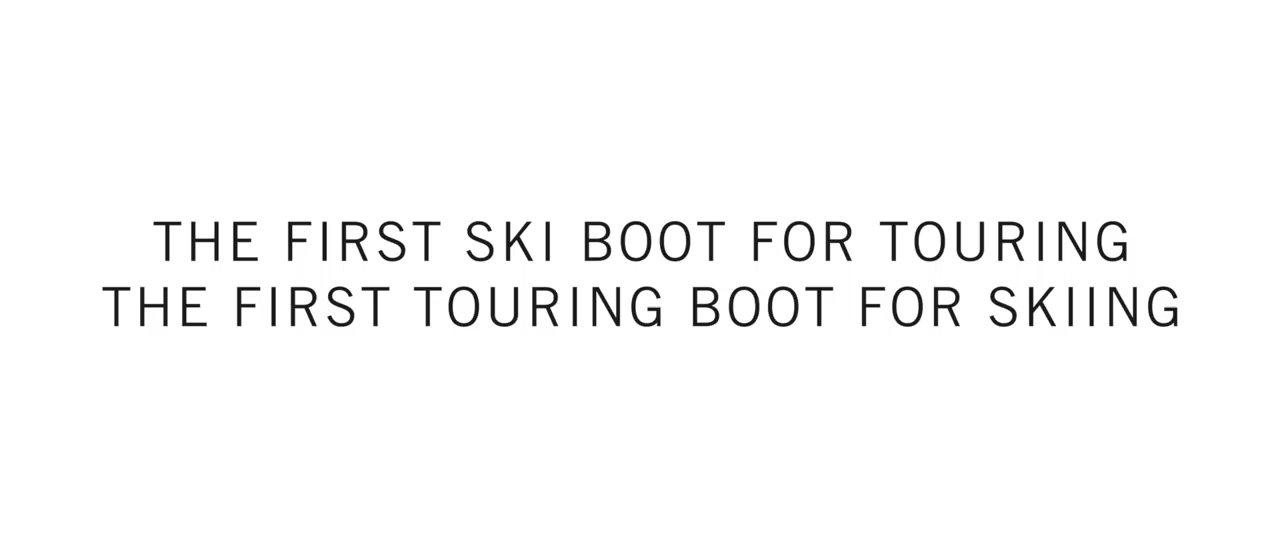 THE FIRST SKI BOOT FOR TOURING
THE FIRST TOURING BOOT FOR SKIING